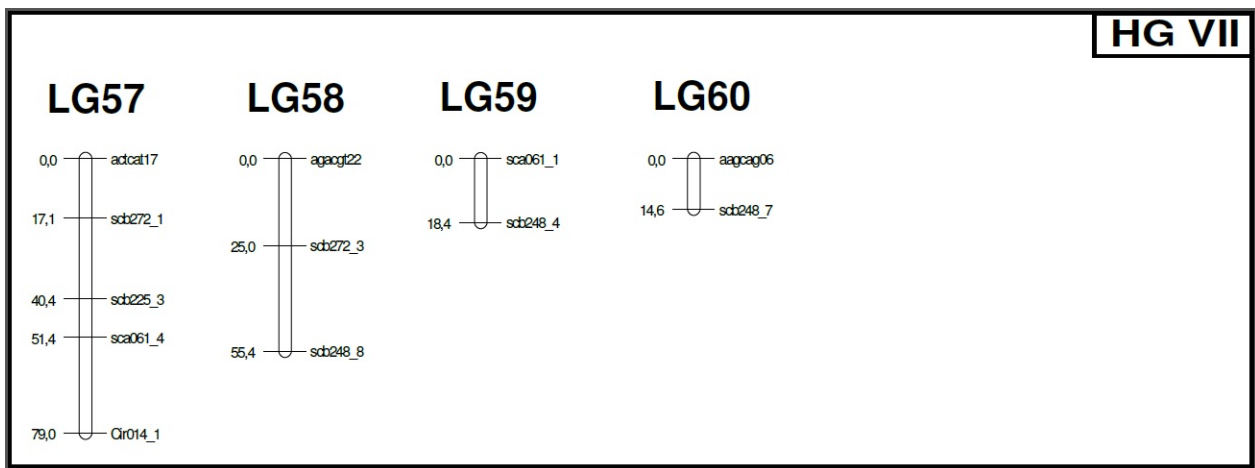 HG VII
LG57 LG58 LG59 LG60
0,0 actcat17 0,0 agacgt22 0,0 sca061_1 0,0 aagcag06
14,6 scb248_7
17,1 scb272_1
18,4 scb248_4
25,0 scb272_3
40,4 scb225_3
51,4 sca061_4
55,4 scb248_8
79,0 Cir014_1